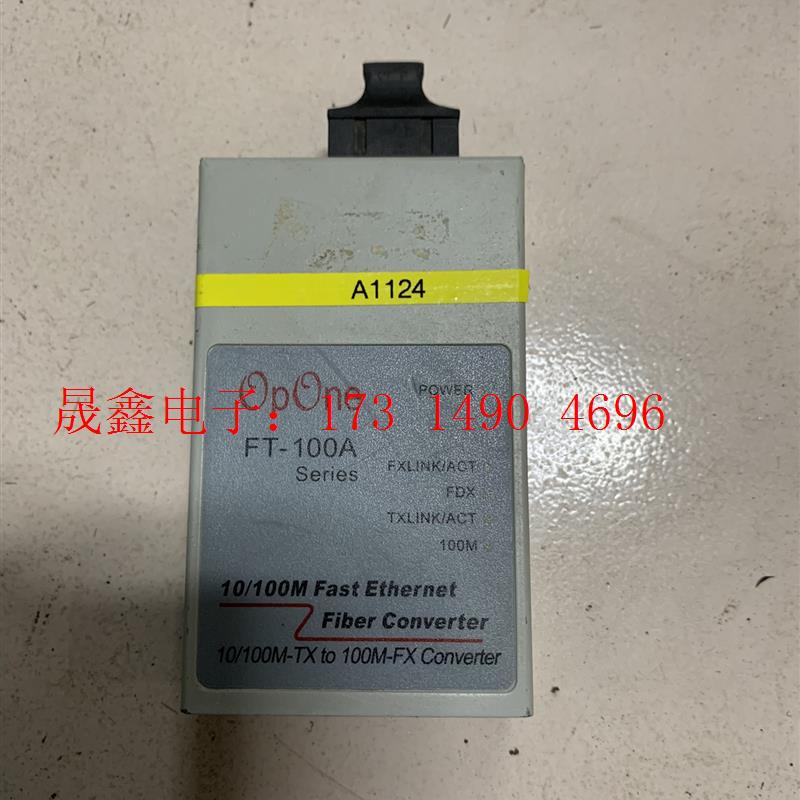 A1124
OpOne
POWER
晟鑫电子：173 1490 4696
FT-100A
Series
FXLINK/ACT
FDX
TXLINK/ACT
100M
10/100M Fast Ethernet
Fiber Converter
10/100M-TX to 100M-FX Converter